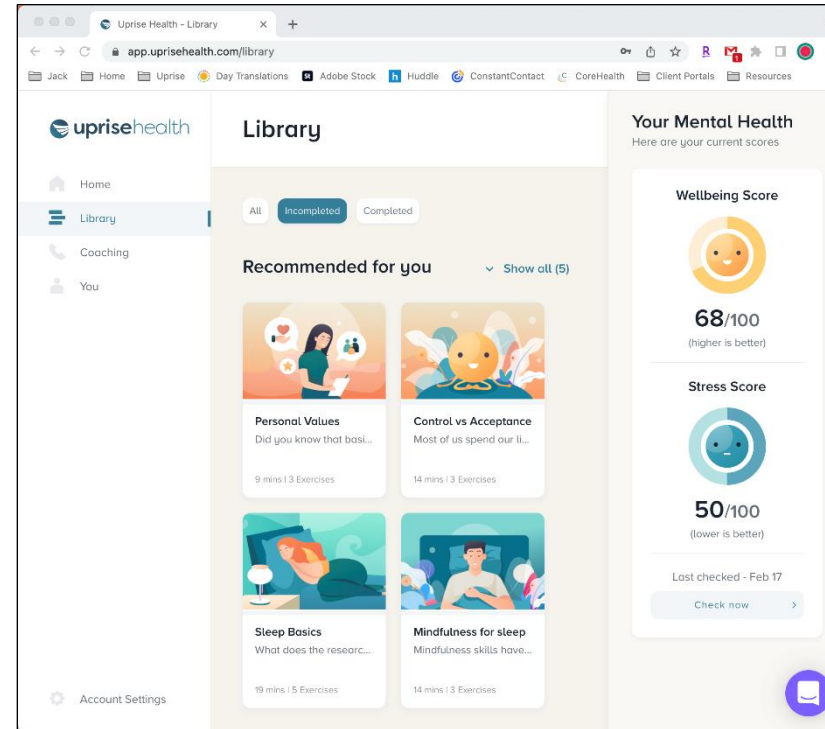 Uprise Health - Library
app.uprisehealth.com/library
1
Jack
Home
Uprise
Day Translations
St
Adobe Stock
h
Huddle
ConstantContact
CoreHealth
Client Portals
Resources
uprisehealth
Home
Library
Coaching
You
Account Settings
Library
All
Incompleted
Completed
Recommended for you
Show all (5)
Personal Values
Did you know that basi...
9 mins | 3 Exercises
Control vs Acceptance
Most of us spend our li...
14 mins | 3 Exercises
Sleep Basics
What does the researc...
19 mins | 5 Exercises
Mindfulness for sleep
Mindfulness skills have...
14 mins | 3 Exercises
Your Mental Health
Here are your current scores
Wellbeing Score
68/100
(higher is better)
Stress Score
50/100
(lower is better)
Last checked - Feb 17
Check now